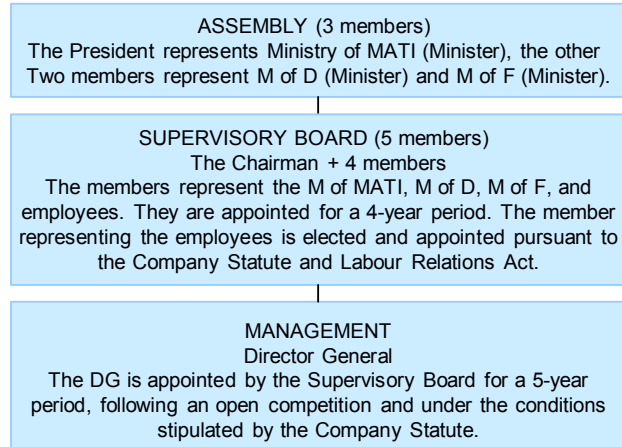 ASSEMBLY (3 members)
The President represents Ministry of MATI (Minister), the other
Two members represent M of D (Minister) and M of F (Minister).
SUPERVISORY BOARD (5 members)
The Chairman + 4 members
The members represent the M of MATI, M of D, M of F, and
employees. They are appointed for a 4-year period. The member
representing the employees is elected and appointed pursuant to
the Company Statute and Labour Relations Act.
MANAGEMENT
Director General
The DG is appointed by the Supervisory Board for a 5-year
period, following an open competition and under the conditions
stipulated by the Company Statute.